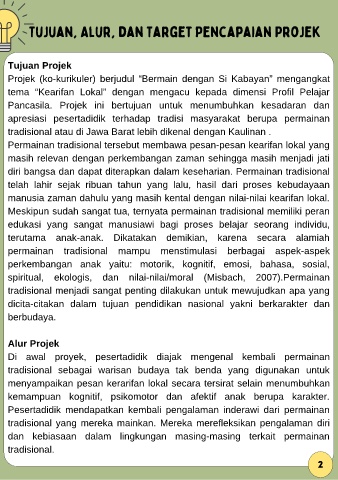 TUJUAN, ALUR, DAN TARGET PENCAPAIAN PROJEK
Tujuan Projek
Projek (ko-kurikuler) berjudul “Bermain dengan Si Kabayan” mengangkat
tema “Kearifan Lokal” dengan mengacu kepada dimensi Profil Pelajar
Pancasila. Projek ini bertujuan untuk menumbuhkan kesadaran dan
apresiasi pesertadidik terhadap tradisi masyarakat berupa permainan
tradisional atau di Jawa Barat lebih dikenal dengan Kaulinan .
Permainan tradisional tersebut membawa pesan-pesan kearifan lokal yang
masih relevan dengan perkembangan zaman sehingga masih menjadi jati
diri bangsa dan dapat diterapkan dalam keseharian. Permainan tradisional
telah lahir sejak ribuan tahun yang lalu, hasil dari proses kebudayaan
manusia zaman dahulu yang masih kental dengan nilai-nilai kearifan lokal.
Meskipun sudah sangat tua, ternyata permainan tradisional memiliki peran
edukasi yang sangat manusiawi bagi proses belajar seorang individu,
terutama anak-anak. Dikatakan demikian, karena secara alamiah
permainan tradisional mampu menstimulasi berbagai aspek-aspek
perkembangan anak yaitu: motorik, kognitif, emosi, bahasa, sosial,
spiritual, ekologis, dan nilai-nilai/moral (Misbach, 2007).Permainan
tradisional menjadi sangat penting dilakukan untuk mewujudkan apa yang
dicita-citakan dalam tujuan pendidikan nasional yakni berkarakter dan
berbudaya.
Alur Projek
Di awal proyek, pesertadidik diajak mengenal kembali permainan
tradisional sebagai warisan budaya tak benda yang digunakan untuk
menyampaikan pesan kerarifan lokal secara tersirat selain menumbuhkan
kemampuan kognitif, psikomotor dan afektif anak berupa karakter.
Pesertadidik mendapatkan kembali pengalaman inderawi dari permainan
tradisional yang mereka mainkan. Mereka merefleksikan pengalaman diri
dan kebiasaan dalam lingkungan masing-masing terkait permainan
tradisional.
2